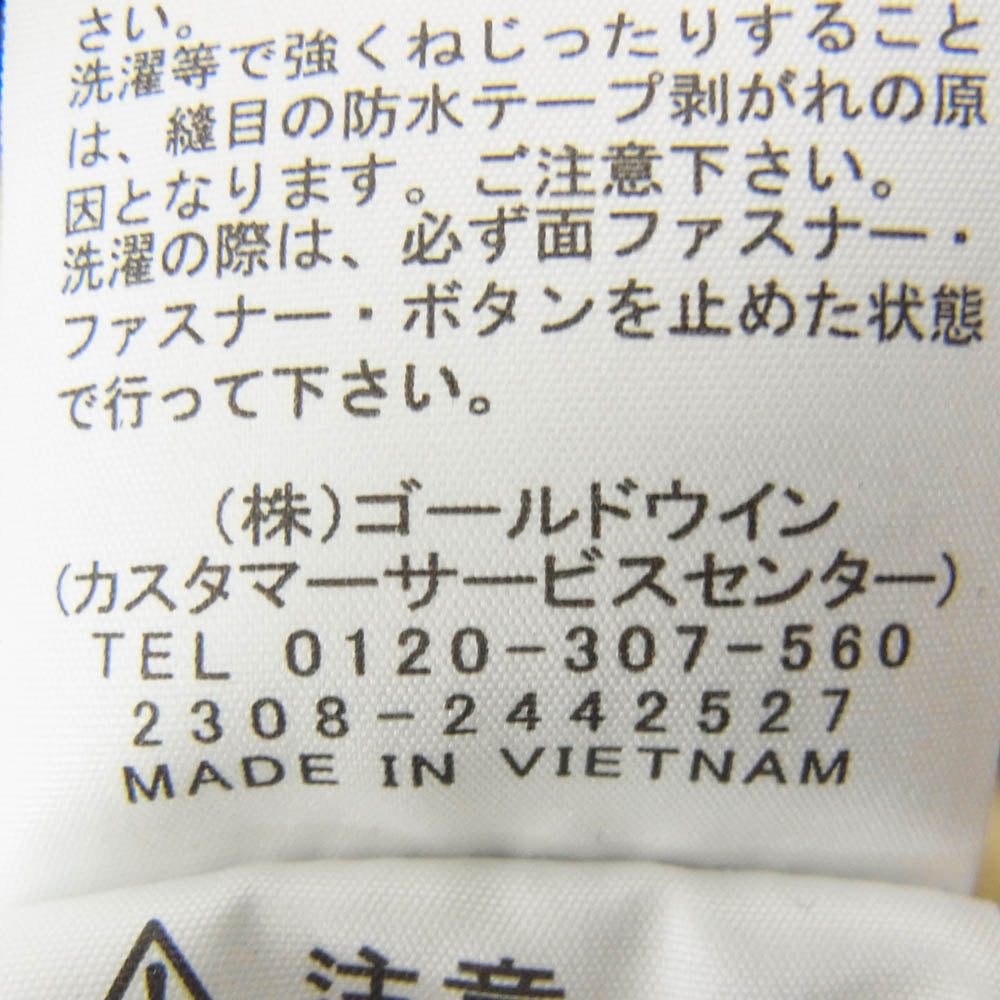 さい。
洗濯等で強くねじったりすること
は、縫目の防水テープ剥がれの原
因となります。ご注意下さい。
洗濯の際は、必ず面ファスナー・
ファスナー・ボタンを止めた状態
で行って下さい。
(株)ゴールドウイン
(カスタマーサービスセンター)
TEL 0120-307-560
2308-2442527
MADE IN VIETNAM
注意